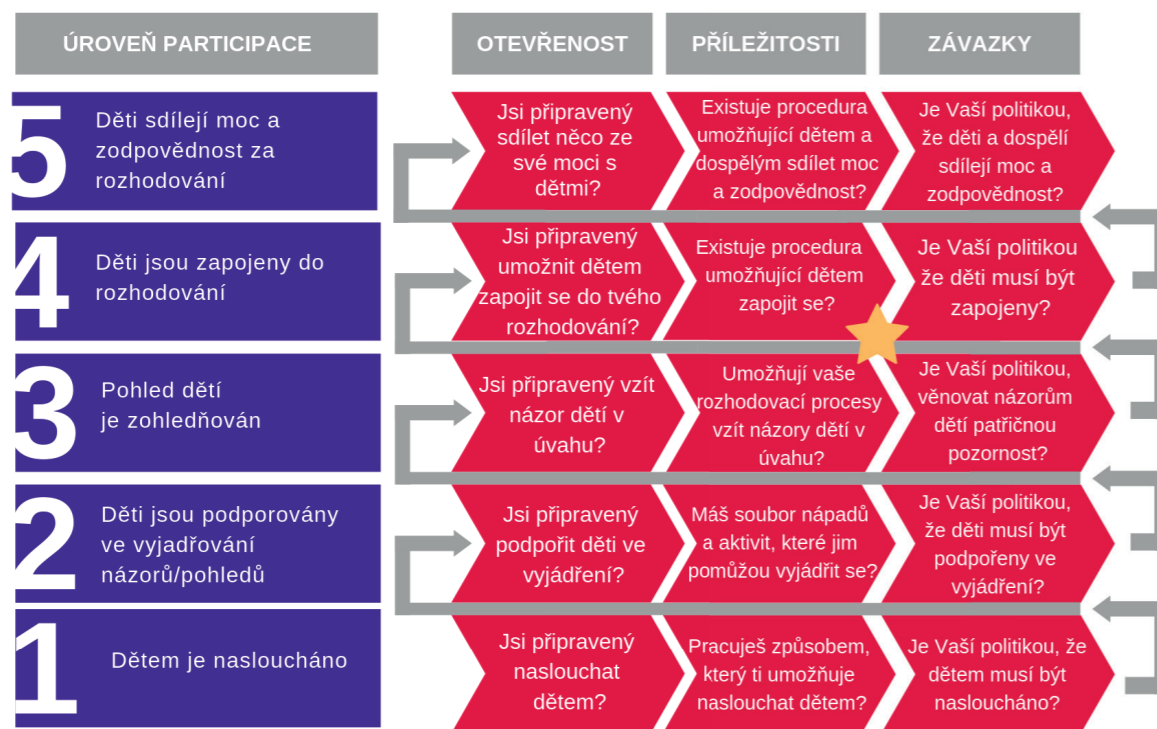 ÚROVEŇ PARTICIPACE
OTEVŘENOST
PŘÍLEŽITOSTI
ZÁVAZKY
5
Děti sdílejí moc a
zodpovědnost za
rozhodování
Jsi připravený
sdílet něco ze
své moci s
dětmi?
Existuje procedura
umožňující dětem a
dospělým sdílet moc
a zodpovědnost?
Je Vaší politikou,
že děti a dospělí
sdílejí moc a
zodpovědnost?
4
Děti jsou zapojeny do
rozhodování
Jsi připravený
umožnit dětem
zapojit se do tvého
rozhodování?
Existuje procedura
umožňující dětem
zapojit se?
Je Vaší politikou
že děti musí být
zapojeny?
3
Pohled dětí
je zohledňován
Jsi připravený vzít
názor dětí v
úvahu?
Umožňují vaše
rozhodovací procesy
vzít názory dětí v
úvahu?
Je Vaší politikou,
věnovat názorům
dětí patřičnou
pozornost?
2
Děti jsou podporovány
ve vyjadřování
názorů/pohledů
Jsi připravený
podpořit děti ve
vyjádření?
Máš soubor nápadů
a aktivit, které jim
pomůžou vyjádřit se?
Je Vaší politikou,
že děti musí být
podpořeny ve
vyjádření?
1
Dětem je nasloucháno
Jsi připravený
naslouchat
dětem?
Pracuješ způsobem,
který ti umožňuje
naslouchat dětem?
Je Vaší politikou, že
dětem musí být
nasloucháno?